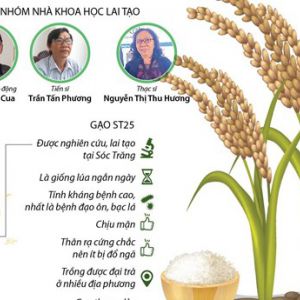 NHÓM NHÀ KHOA HỌC LAI TẠO
động
Cua
Tiến sĩ
Trần Tấn Phương
Thạc sĩ
Nguyễn Thị Thu Hương
GẠO ST25
Được nghiên cứu, lai tạo
tại Sóc Trăng
Là giống lúa ngắn ngày
Tính kháng bệnh cao,
nhất là bệnh đạo ôn, bạc lá
Chịu mặn
Thân rạ cứng chắc
nên ít bị đổ ngã
Trồng được đại trà
ở nhiều địa phương